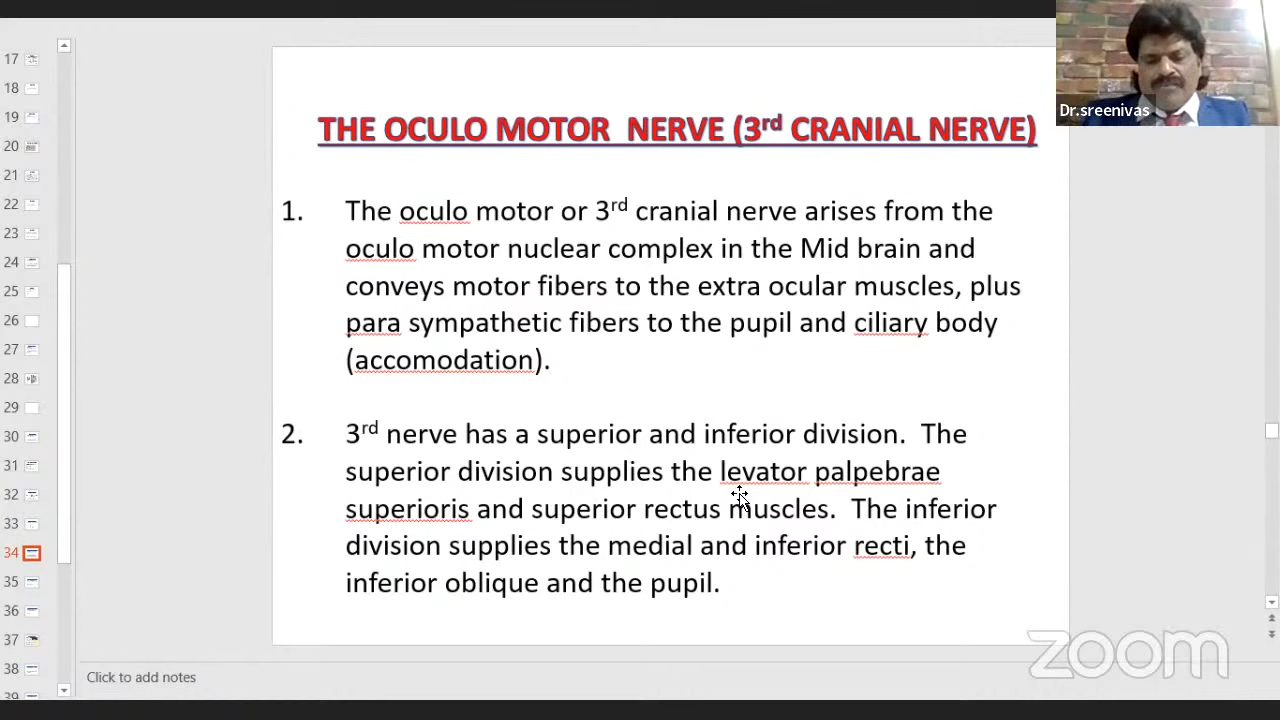 17
18
19
20
21
22
23
24
25
26
27
28
29
30
31
32
33
34
35
36
37
38
39
Dr.sreenivas
THE OCULO MOTOR NERVE (3rd CRANIAL NERVE)
1. The oculo motor or 3rd cranial nerve arises from the
oculo motor nuclear complex in the Mid brain and
conveys motor fibers to the extra ocular muscles, plus
para sympathetic fibers to the pupil and ciliary body
(accomodation).
2. 3rd nerve has a superior and inferior division. The
superior division supplies the levator palpebrae
superioris and superior rectus muscles. The inferior
division supplies the medial and inferior recti, the
inferior oblique and the pupil.
zoom
Click to add notes